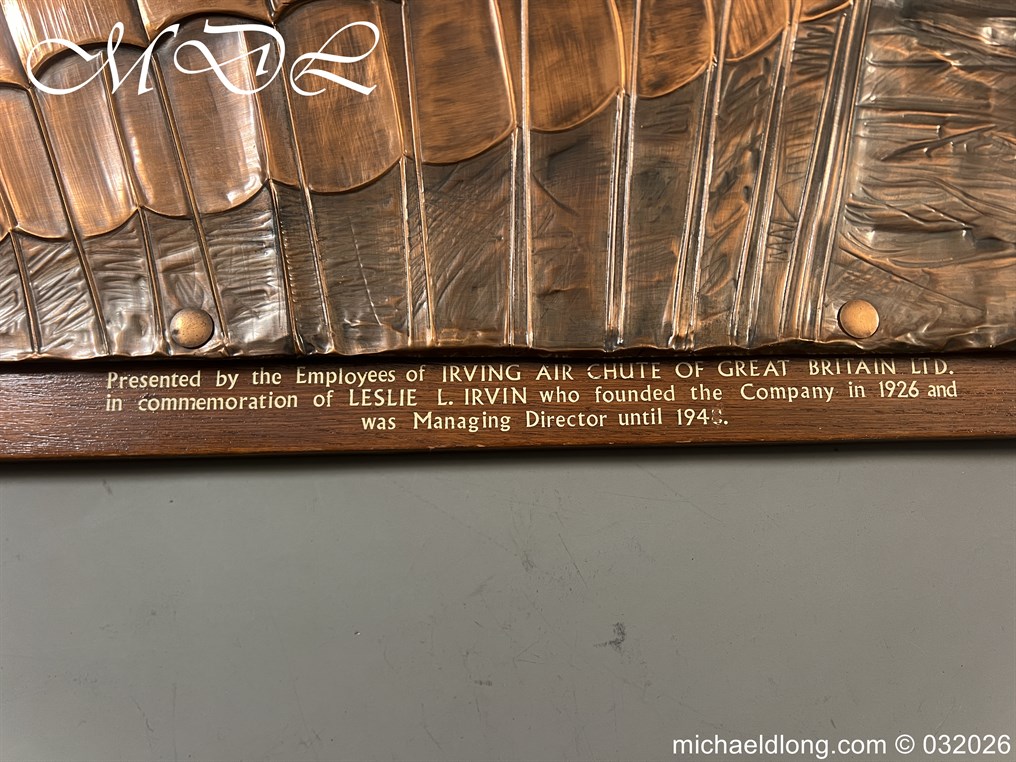 MDL
Presented by the Employees of IRVING AIR CHUTE OF GREAT BRITAIN LTD.
in commemoration of LESLIE L. IRVIN who founded the Company in 1926 and
was Managing Director until
michaeldlong.com © 032026